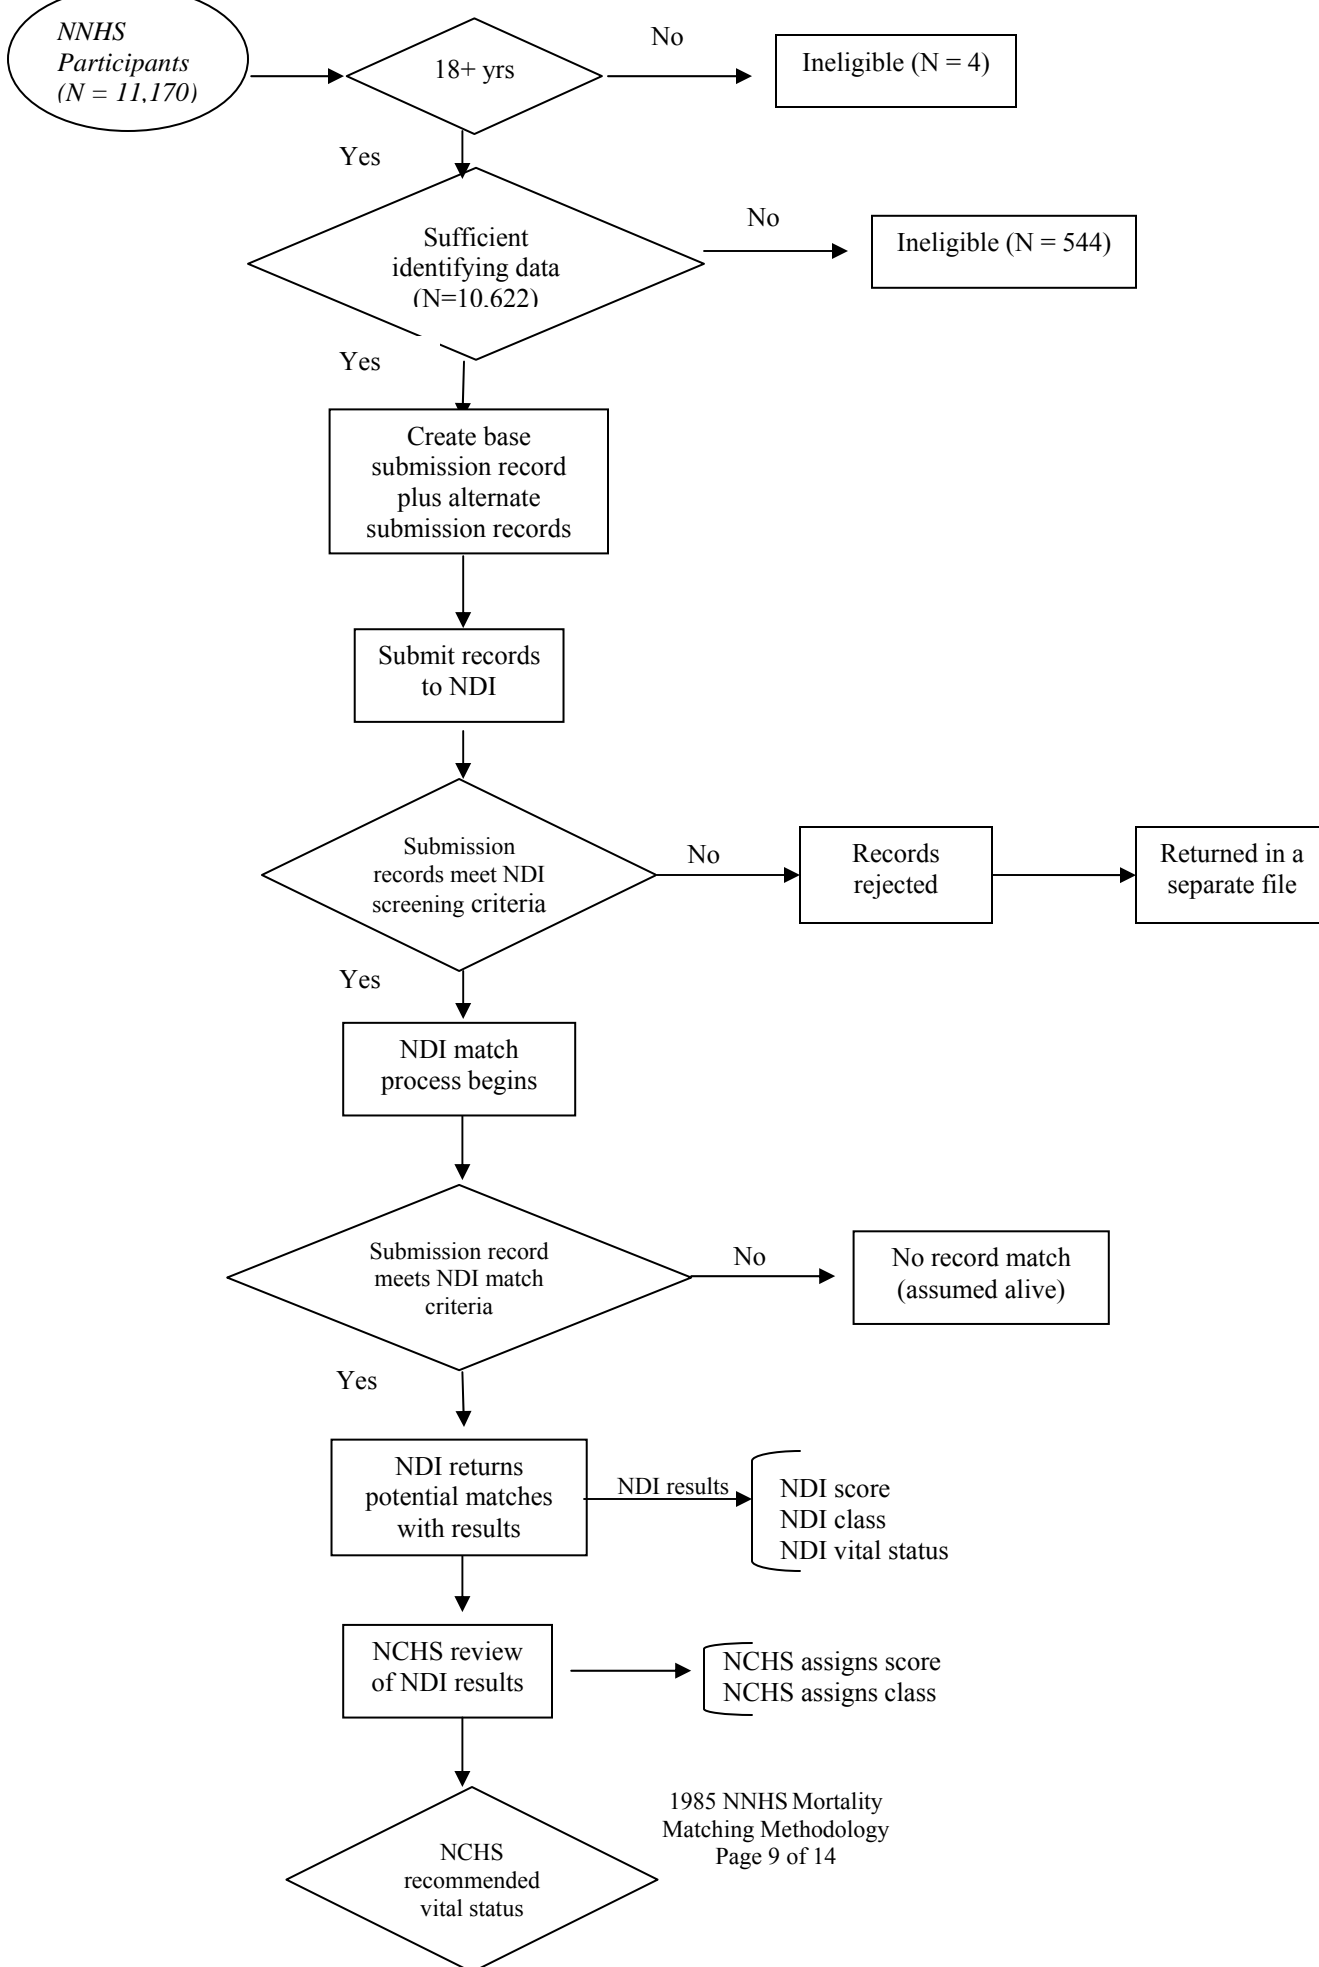 NNHS
Participants
(N = 11,170)
18+ yrs
No
Ineligible (N = 4)
Yes
Sufficient
identifying data
(N=10,622)
No
Ineligible (N = 544)
Yes
Create base
submission record
plus alternate
submission records
Submit records
to NDI
Submission
records meet NDI
screening criteria
No
Records
rejected
Returned in a
separate file
Yes
NDI match
process begins
Submission record
meets NDI match
criteria
No
No record match
(assumed alive)
Yes
NDI returns
potential matches
with results
NDI results
NDI score
NDI class
NDI vital status
NCHS review
of NDI results
NCHS assigns score
NCHS assigns class
NCHS
recommended
vital status
1985 NNHS Mortality
Matching Methodology
Page 9 of 14